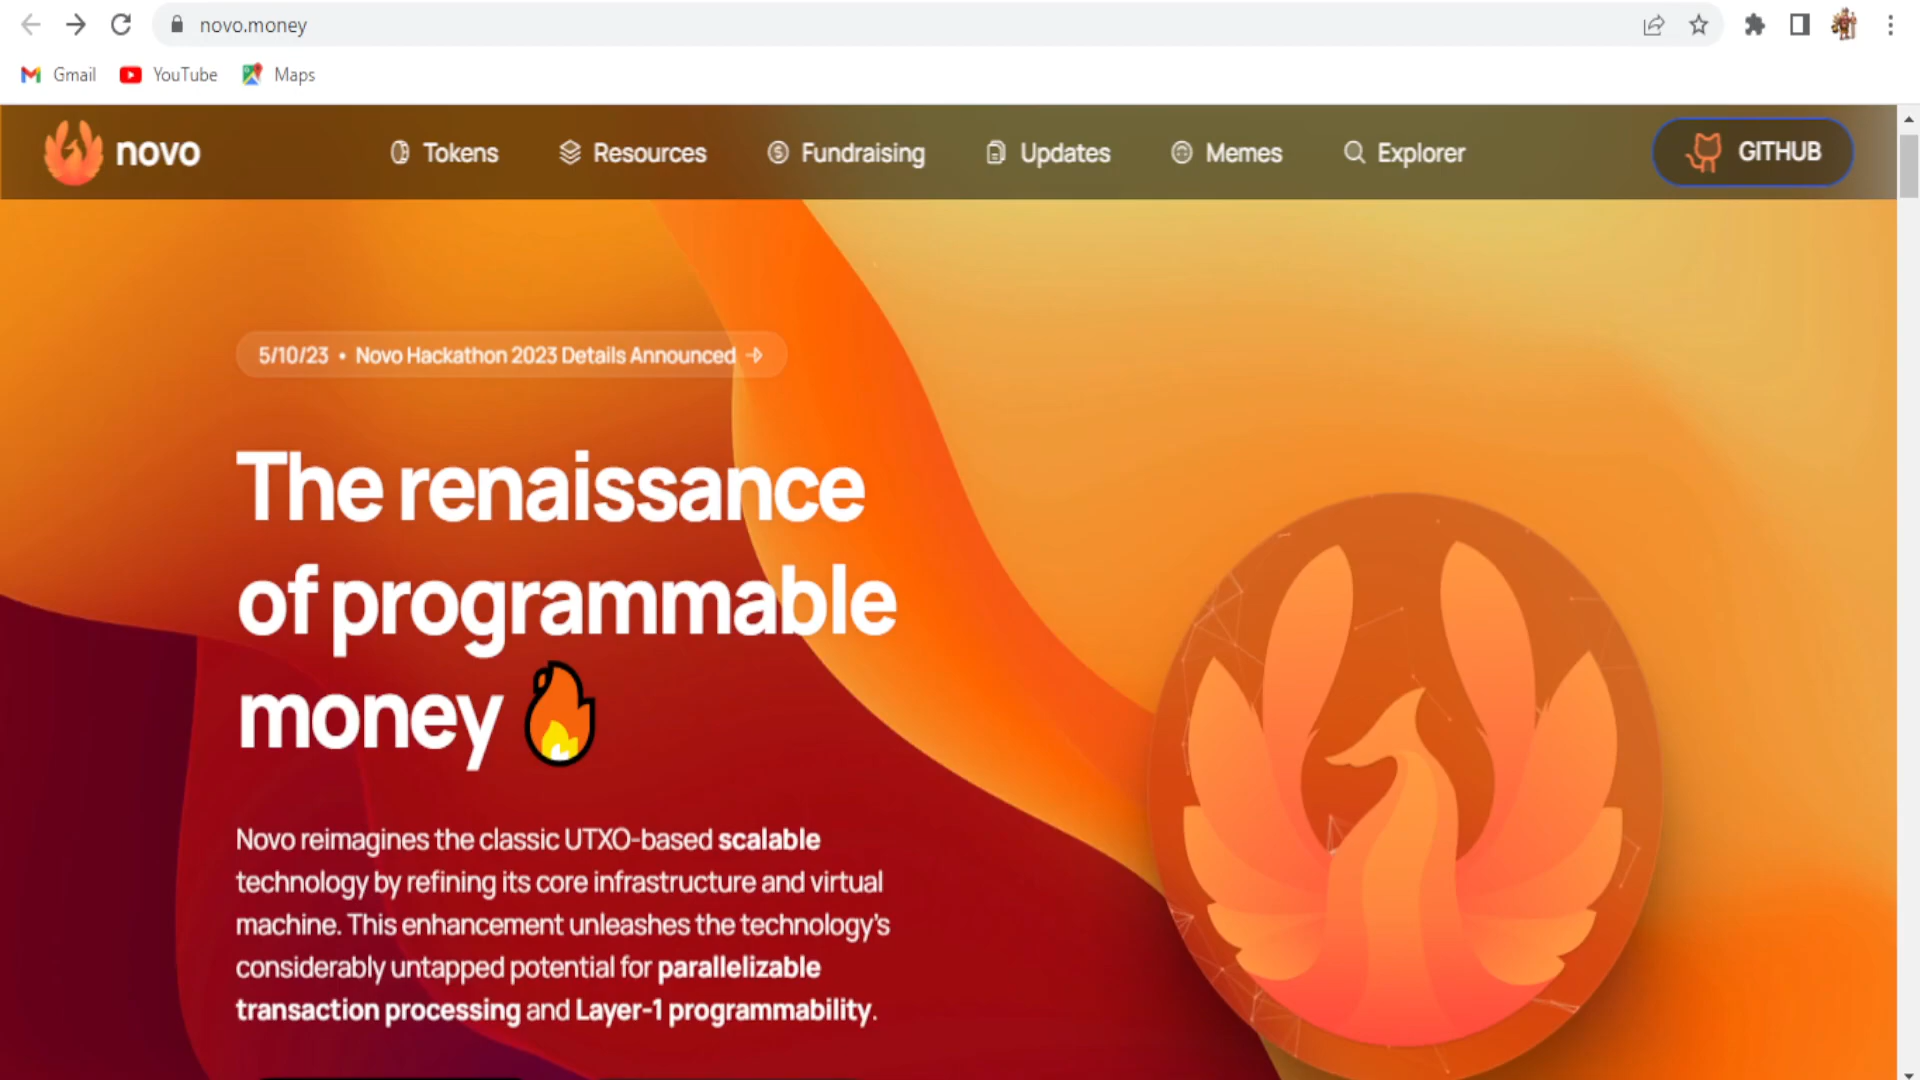 novo.money
Gmail YouTube Maps
novo Tokens Resources Fundraising Updates Memes Explorer GITHUB
5/10/23 • Novo Hackathon 2023 Details Announced
The renaissance
of programmable
money
Novo reimagines the classic UTXO-based scalable
technology by refining its core infrastructure and virtual
machine. This enhancement unleashes the technology's
considerably untapped potential for parallelizable
transaction processing and Layer-1 programmability.